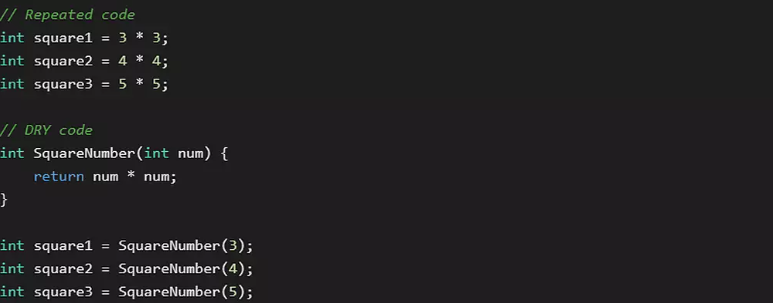 // Repeated code
int square1 = 3 * 3;
int square2 = 4 * 4;
int square3 = 5 * 5;

// DRY code
int SquareNumber(int num) {
    return num * num;
}

int square1 = SquareNumber(3);
int square2 = SquareNumber(4);
int square3 = SquareNumber(5);